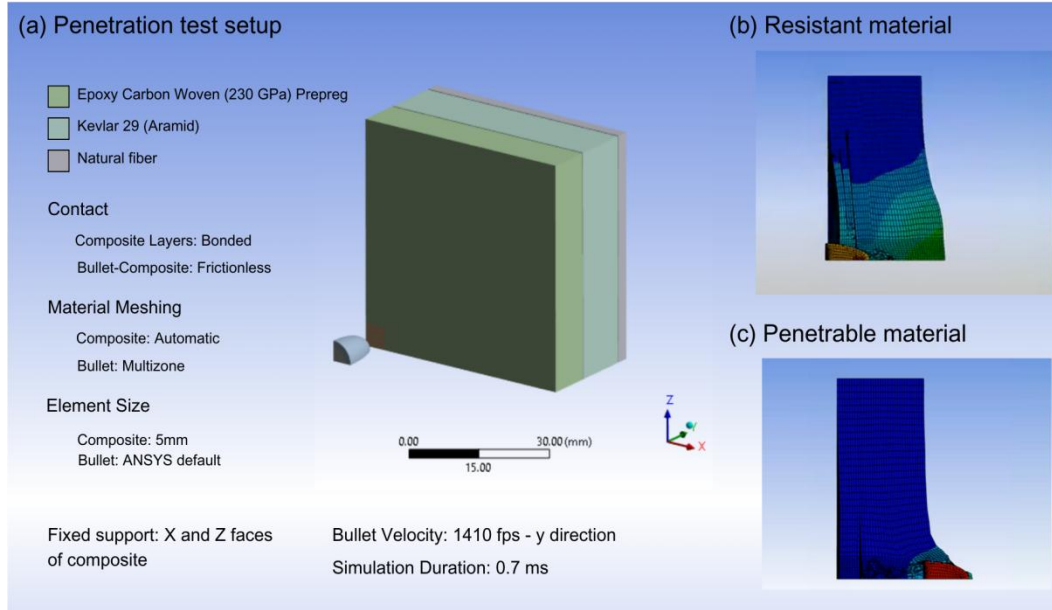 (a) Penetration test setup
Epoxy Carbon Woven (230 GPa) Prepreg
Kevlar 29 (Aramid)
Natural fiber
Contact
Composite Layers: Bonded
Bullet-Composite: Frictionless
Material Meshing
Composite: Automatic
Bullet: Multizone
Element Size
Composite: 5mm
Bullet: ANSYS default
Fixed support: X and Z faces
of composite
0.00
30.00 (mm)
15.00
Z
Y
X
Bullet Velocity: 1410 fps - y direction
Simulation Duration: 0.7 ms
(b) Resistant material
(c) Penetrable material